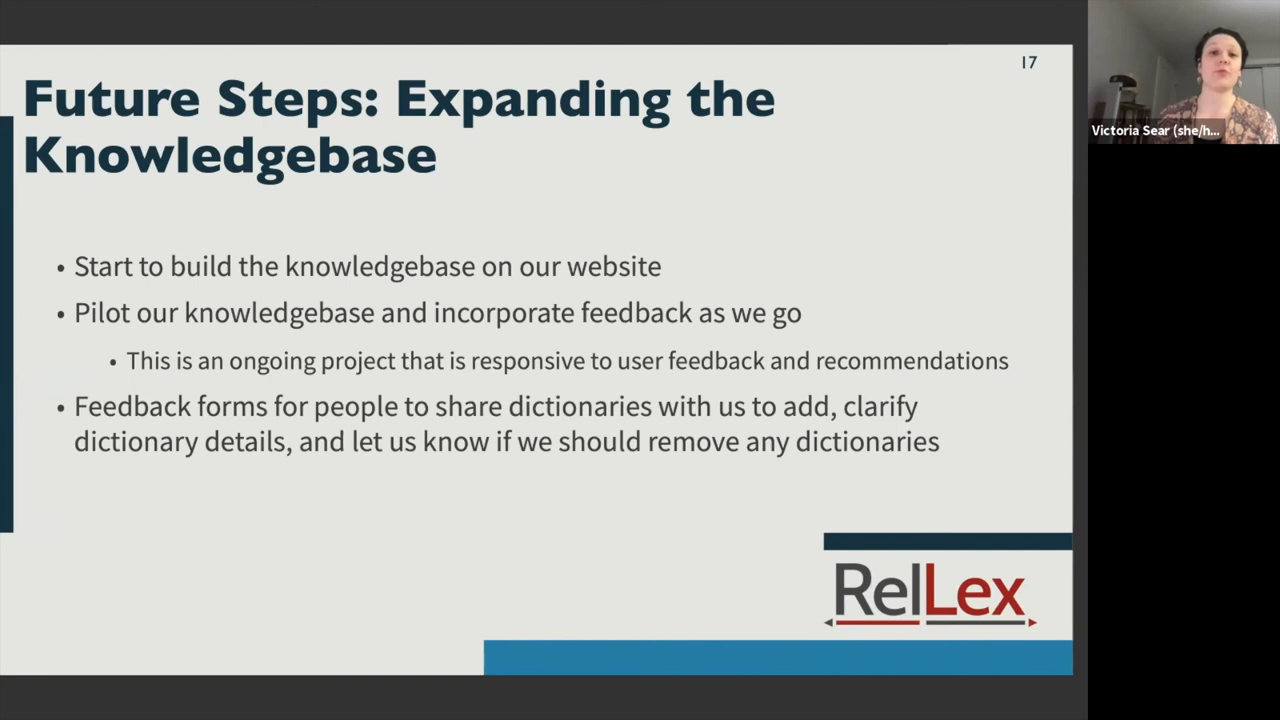 17
Future Steps: Expanding the
Knowledgebase
• Start to build the knowledgebase on our website
• Pilot our knowledgebase and incorporate feedback as we go
• This is an ongoing project that is responsive to user feedback and recommendations
• Feedback forms for people to share dictionaries with us to add, clarify
dictionary details, and let us know if we should remove any dictionaries
RelLex
Victoria Sear (she/h...